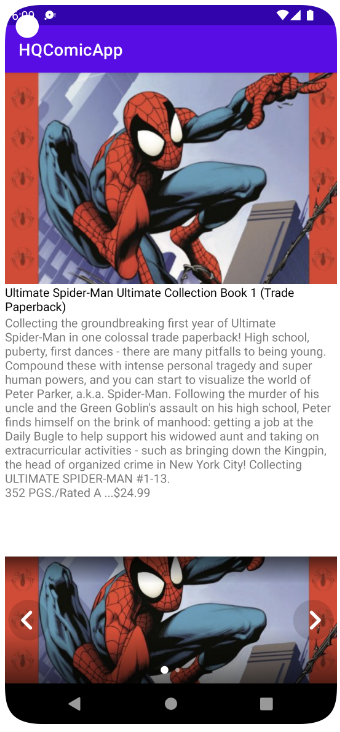 6:00
HQComicApp
Ultimate Spider-Man Ultimate Collection Book 1 (Trade
Paperback)
Collecting the groundbreaking first year of Ultimate
Spider-Man in one colossal trade paperback! High school,
puberty, first dances - there are many pitfalls to being young.
Compound these with intense personal tragedy and super
human powers, and you can start to visualize the world of
Peter Parker, a.k.a. Spider-Man. Following the murder of his
uncle and the Green Goblin's assault on his high school, Peter
finds himself on the brink of manhood: getting a job at the
Daily Bugle to help support his widowed aunt and taking on
extracurricular activities - such as bringing down the Kingpin,
the head of organized crime in New York City! Collecting
ULTIMATE SPIDER-MAN #1-13.
352 PGS./Rated A ...$24.99